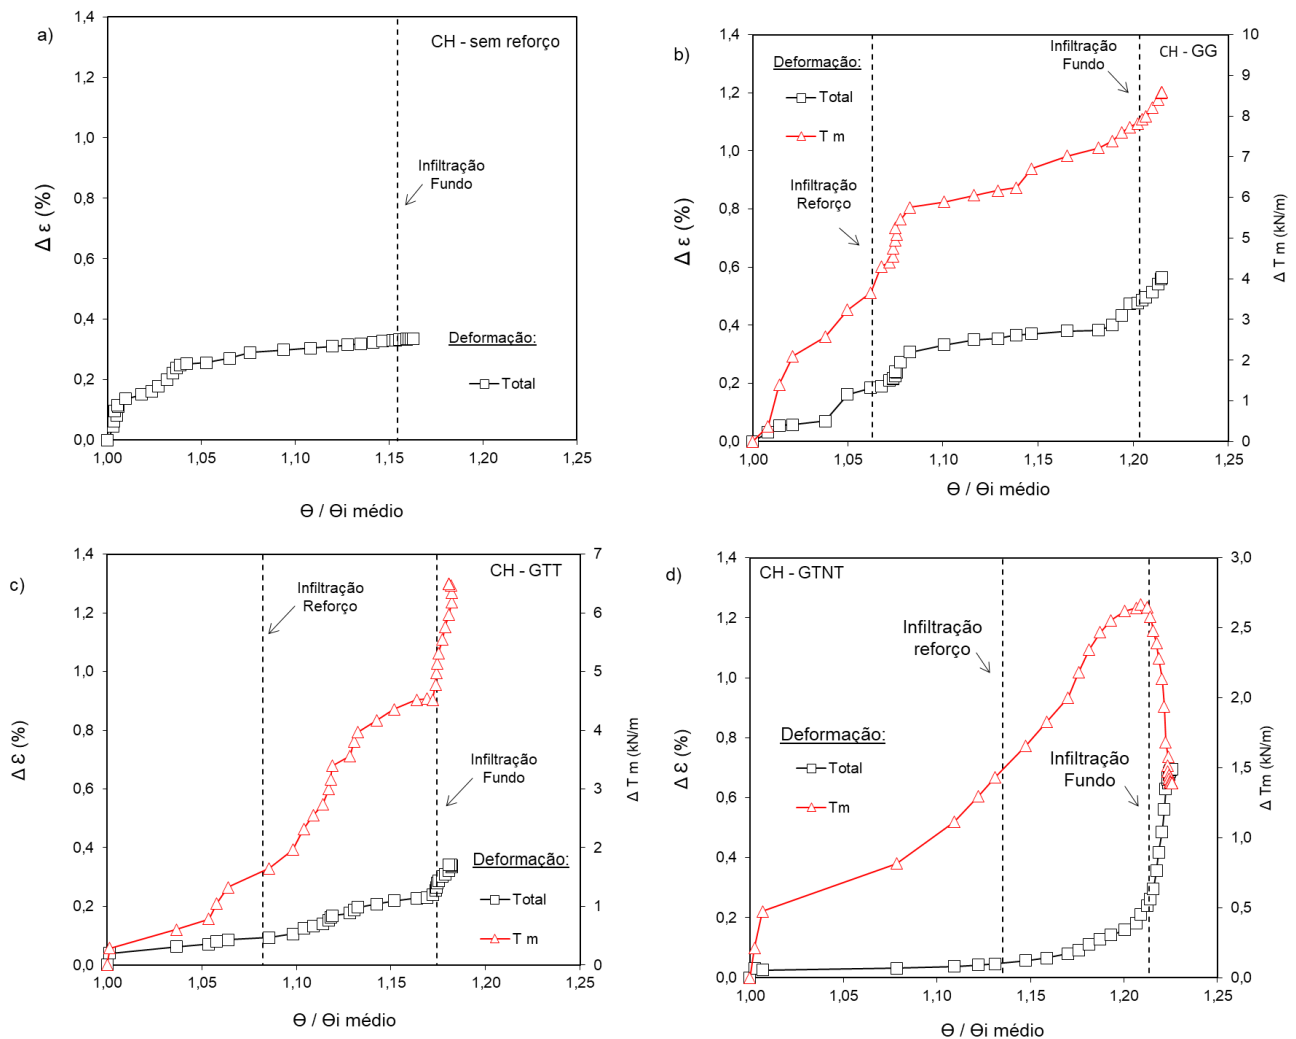 a)
CH - sem reforço
1,4
1,2
1,0
0,8
0,6
0,4
0,2
0,0
Δ ε (%)
Infiltração
Fundo
Deformação:
Total
1,00
1,05
1,10
1,15
1,20
1,25
Ɵ / Ɵi médio
b)
CH - GG
1,4
1,2
1,0
0,8
0,6
0,4
0,2
0,0
Δ ε (%)
Deformação:
Total
T m
Infiltração
Reforço
Infiltração
Fundo
10
9
8
7
6
5
4
3
2
1
0
Δ T m (kN/m)
1,00
1,05
1,10
1,15
1,20
1,25
Ɵ / Ɵi médio
c)
CH - GTT
1,4
1,2
1,0
0,8
0,6
0,4
0,2
0,0
Δ ε (%)
Infiltração
Reforço
Infiltração
Fundo
Deformação:
Total
T m
7
6
5
4
3
2
1
0
Δ T m (kN/m)
1,00
1,05
1,10
1,15
1,20
1,25
Ɵ / Ɵi médio
d)
CH - GTNT
1,4
1,2
1,0
0,8
0,6
0,4
0,2
0,0
Δ ε (%)
Infiltração
reforço
Deformação:
Total
Tm
Infiltração
Fundo
3,0
2,5
2,0
1,5
1,0
0,5
0,0
Δ Tm (kN/m)
1,00
1,05
1,10
1,15
1,20
1,25
Ɵ / Ɵi médio